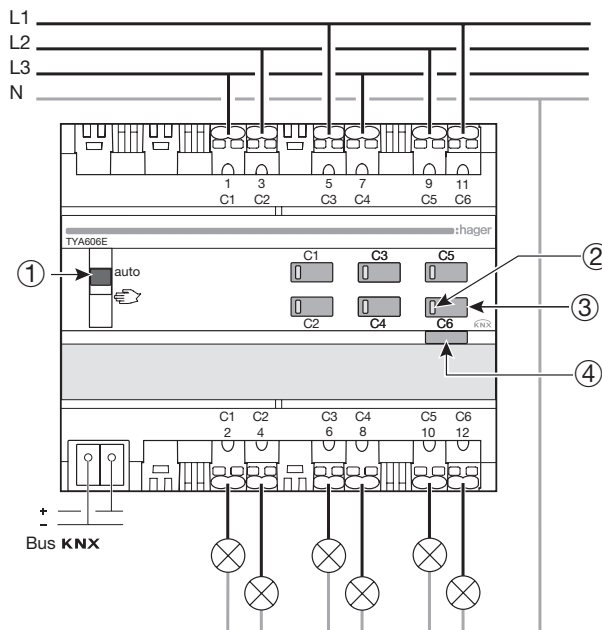 L1
L2
L3
N
1 3 5 7 9 11
C1 C2 C3 C4 C5 C6
:hager
TYA606E
① auto
C1 C3 C5
②
③
C2 C4 C6 KNX
④
C1 C2 C3 C4 C5 C6
2 4 6 8 10 12
+
-
Bus KNX